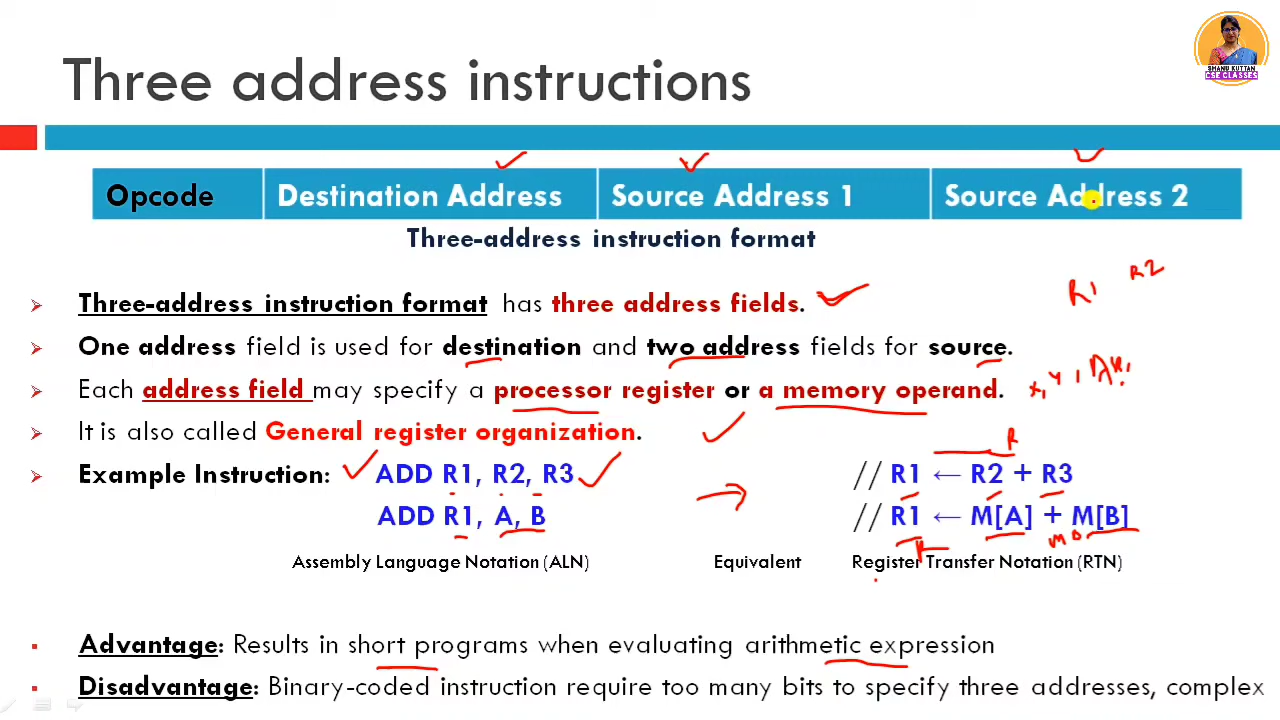 Three address instructions
SHANU KUTTAN
CSE CLASSES
Opcode Destination Address Source Address 1 Source Address 2
Three-address instruction format
R1 R2
Three-address instruction format has three address fields.
One address field is used for destination and two address fields for source.
Each address field may specify a processor register or a memory operand.
It is also called General register organization.
R
Example Instruction: ADD R1, R2, R3 // R1 ← R2 + R3
ADD R1, A, B // R1 ← M[A] + M[B]
Assembly Language Notation (ALN) Equivalent Register Transfer Notation (RTN)
Advantage: Results in short programs when evaluating arithmetic expression
Disadvantage: Binary-coded instruction require too many bits to specify three addresses, complex